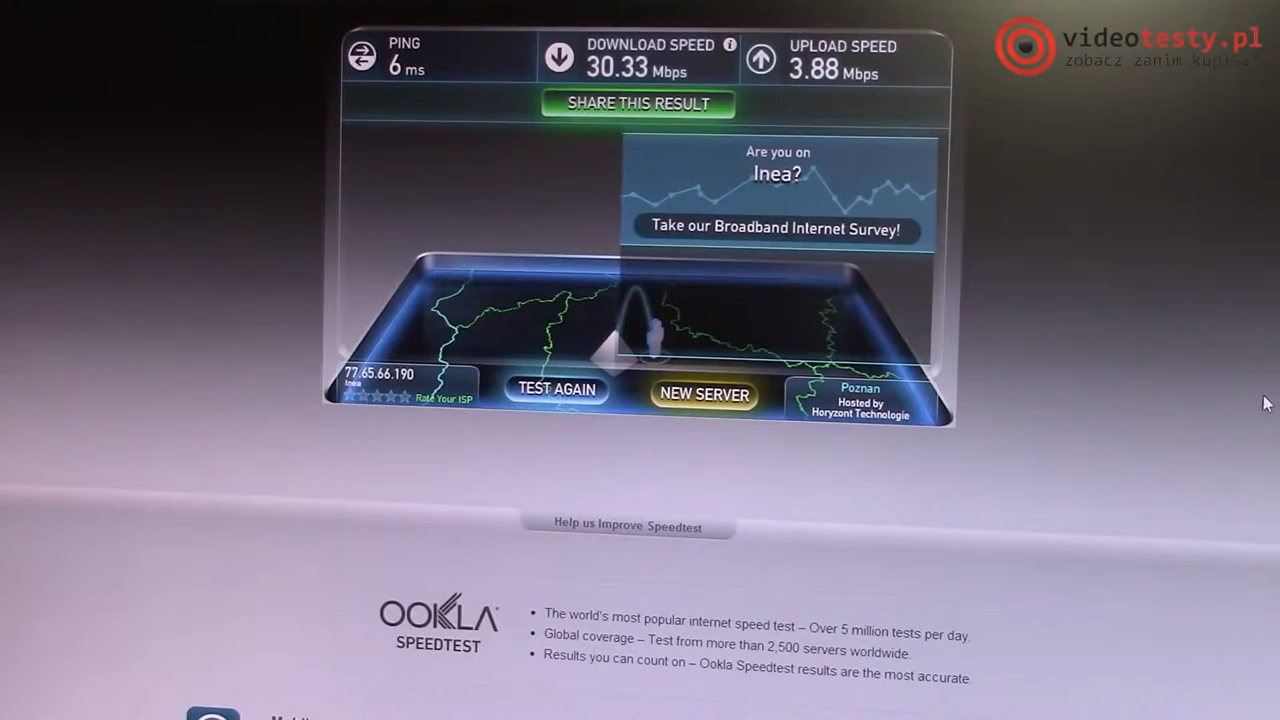 videotesty.pl
zobacz zanim kupisz!
PING
6 ms
DOWNLOAD SPEED
30.33 Mbps
UPLOAD SPEED
3.88 Mbps
SHARE THIS RESULT
Are you on
Inea?
Take our Broadband Internet Survey!
77.65.66.190
Inea
Rate Your ISP
TEST AGAIN
NEW SERVER
Poznan
Hosted by
Horyzont Technologie
Help us Improve Speedtest
OOKLA
SPEEDTEST
• The world's most popular internet speed test – Over 5 million tests per day.
• Global coverage – Test from more than 2,500 servers worldwide.
• Results you can count on – Ookla Speedtest results are the most accurate